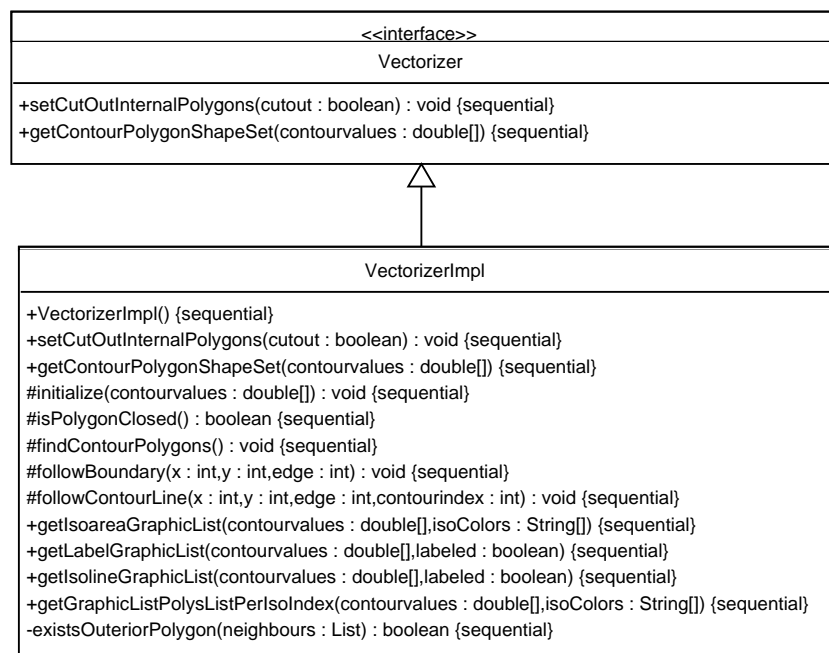 <<interface>>
Vectorizer
+setCutOutInternalPolygons(cutout : boolean) : void {sequential}
+getContourPolygonShapeSet(contourvalues : double[]) {sequential}
VectorizerImpl
+VectorizerImpl() {sequential}
+setCutOutInternalPolygons(cutout : boolean) : void {sequential}
+getContourPolygonShapeSet(contourvalues : double[]) {sequential}
#initialize(contourvalues : double[]) : void {sequential}
#isPolygonClosed() : boolean {sequential}
#findContourPolygons() : void {sequential}
#followBoundary(x : int,y : int,edge : int) : void {sequential}
#followContourLine(x : int,y : int,edge : int,contourindex : int) : void {sequential}
+getIsoareaGraphicList(contourvalues : double[],isoColors : String[]) {sequential}
+getLabelGraphicList(contourvalues : double[],labeled : boolean) {sequential}
+getIsolineGraphicList(contourvalues : double[],labeled : boolean) {sequential}
+getGraphicListPolysListPerIsoIndex(contourvalues : double[],isoColors : String[]) {sequential}
-existsOuteriorPolygon(neighbours : List) : boolean {sequential}